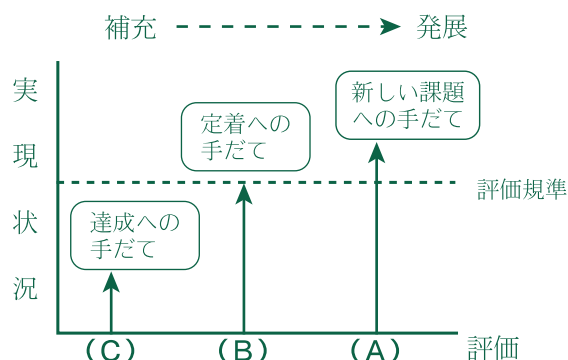 補充 発展
実現状況
新しい課題
への手だて
定着への
手だて
評価規準
達成への
手だて
(C) (B) (A) 評価